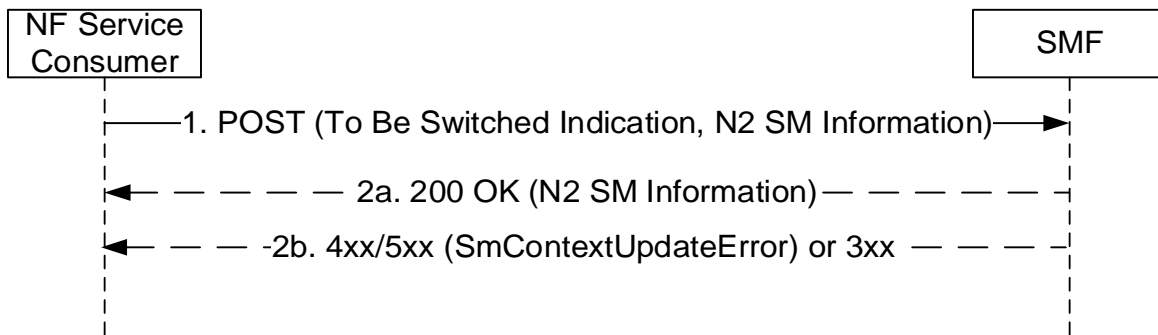 NF Service
Consumer
SMF
1. POST (To Be Switched Indication, N2 SM Information)
2a. 200 OK (N2 SM Information)
2b. 4xx/5xx (SmContextUpdateError) or 3xx